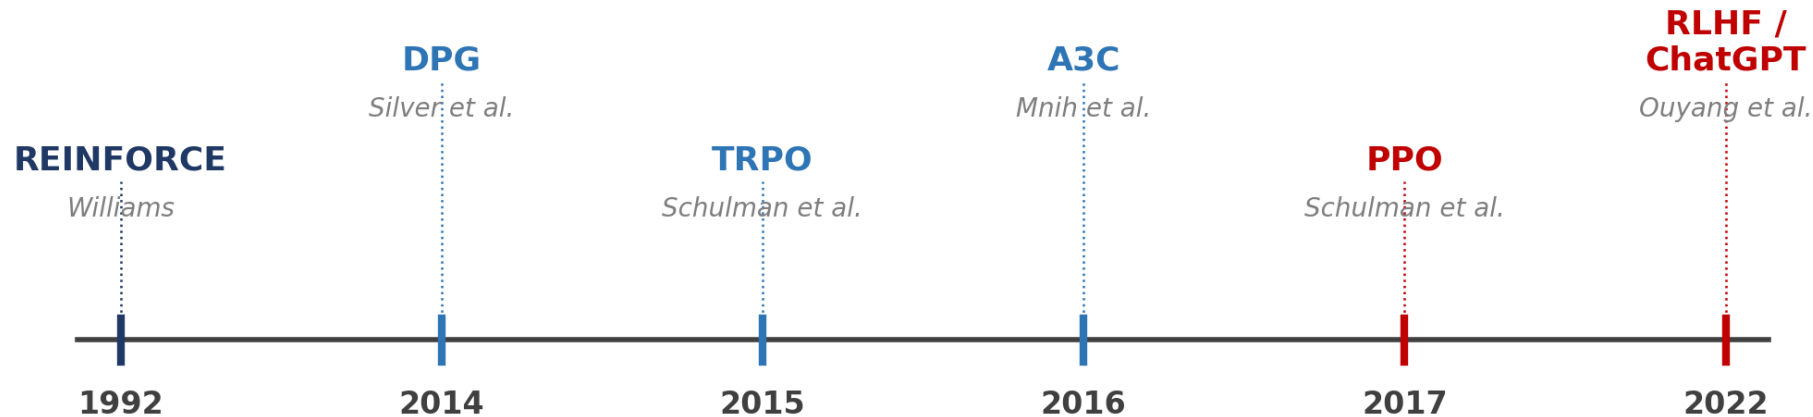 REINFORCE
Williams
1992
DPG
Silver et al.
2014
TRPO
Schulman et al.
2015
A3C
Mnih et al.
2016
PPO
Schulman et al.
2017
RLHF /
ChatGPT
Ouyang et al.
2022